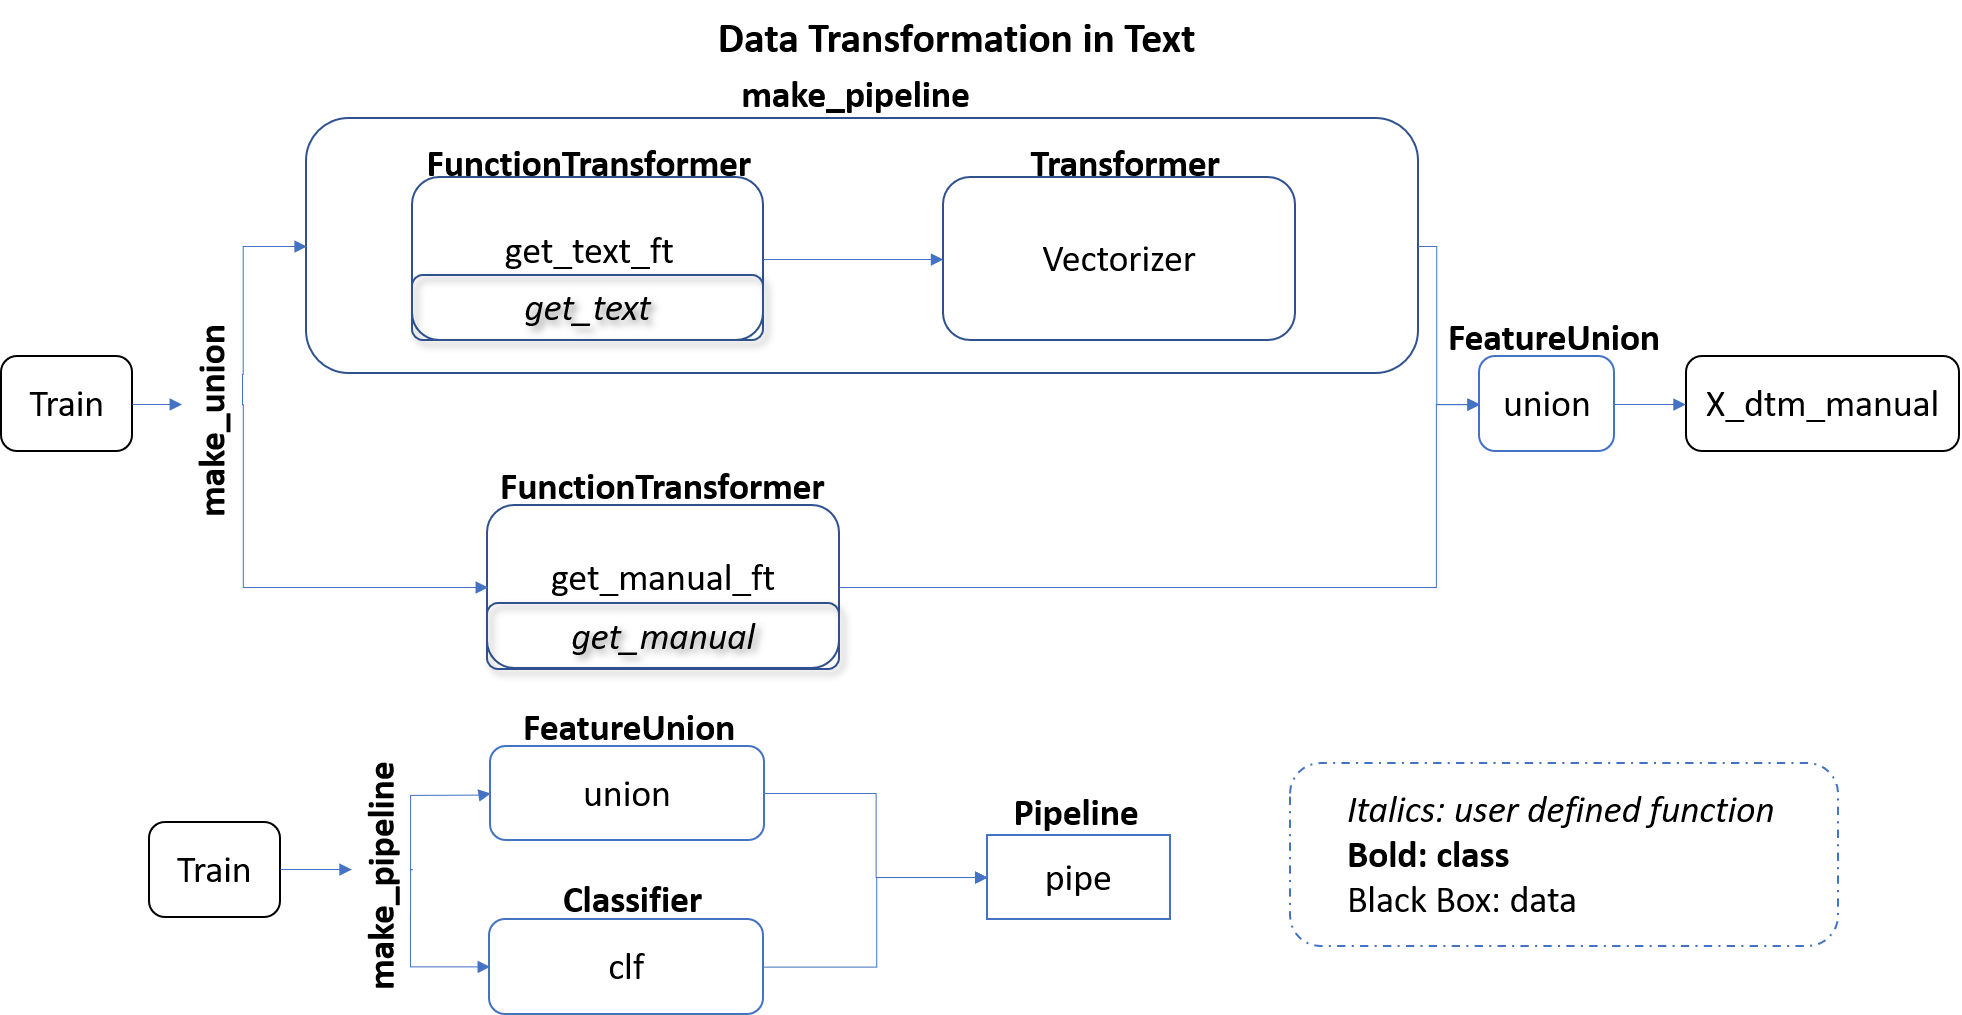 Data Transformation in Text
make_pipeline
FunctionTransformer
Transformer
get_text_ft
Vectorizer
get_text
make_union
Train
FeatureUnion
union
X_dtm_manual
FunctionTransformer
get_manual_ft
get_manual
FeatureUnion
union
make_pipeline
Train
Classifier
clf
Pipeline
pipe
Italics: user defined function
Bold: class
Black Box: data